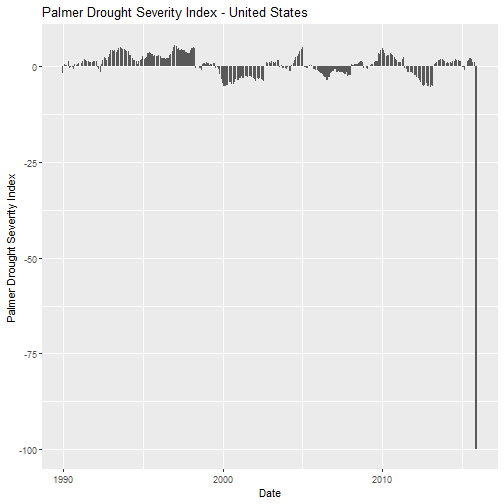 Palmer Drought Severity Index - United States
0
-25
-50
-75
-100
Palmer Drought Severity Index
1990
2000
2010
Date